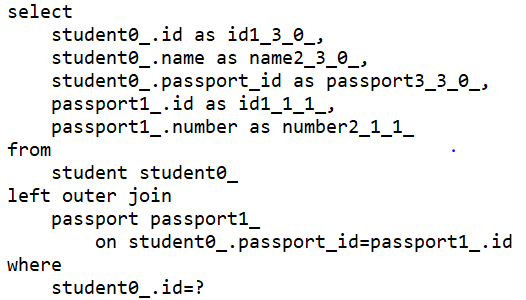 select
    student0_.id as id1_3_0_,
    student0_.name as name2_3_0_,
    student0_.passport_id as passport3_3_0_,
    passport1_.id as id1_1_1_,
    passport1_.number as number2_1_1_
from
    student student0_
left outer join
    passport passport1_
        on student0_.passport_id=passport1_.id
where
    student0_.id=?